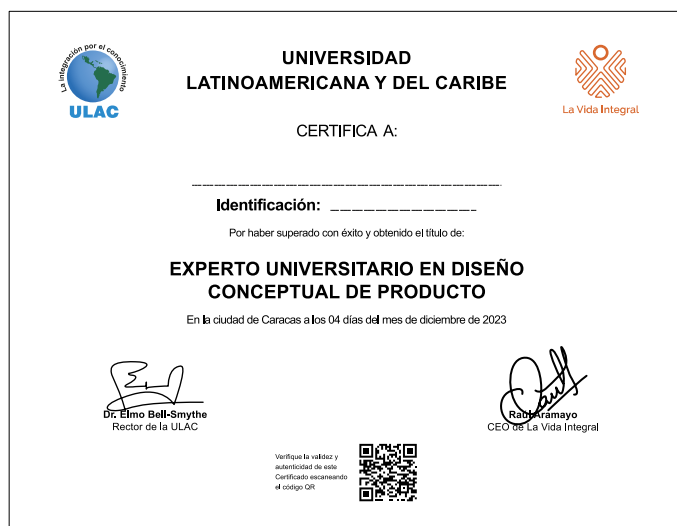 La integración por el conocimiento
ULAC
UNIVERSIDAD
LATINOAMERICANA Y DEL CARIBE
La Vida Integral
CERTIFICA A:
Identificación:
Por haber superado con éxito y obtenido el título de:
EXPERTO UNIVERSITARIO EN DISEÑO
CONCEPTUAL DE PRODUCTO
En la ciudad de Caracas a los 04 días del mes de diciembre de 2023
Dr. Elmo Bell-Smythe
Rector de la ULAC
Raúl Aramayo
CEO de La Vida Integral
Verifique la validez y
autenticidad de este
Certificado escaneando
el código QR